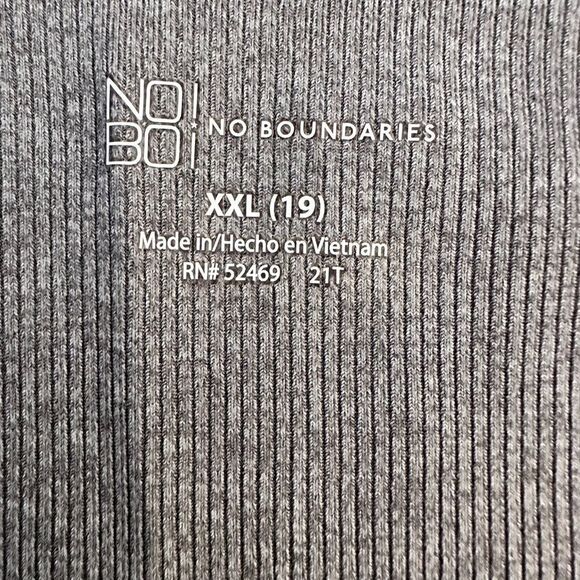 NO!
BO¡
NO BOUNDARIES
XXL (19)
Made in/Hecho en Vietnam
RN# 52469 21T